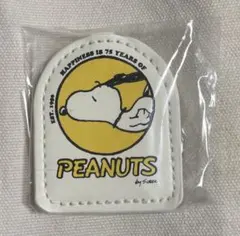 HAPPINESS IS 75 YEARS OF
EST. 1950
PEANUTS
by Schulz